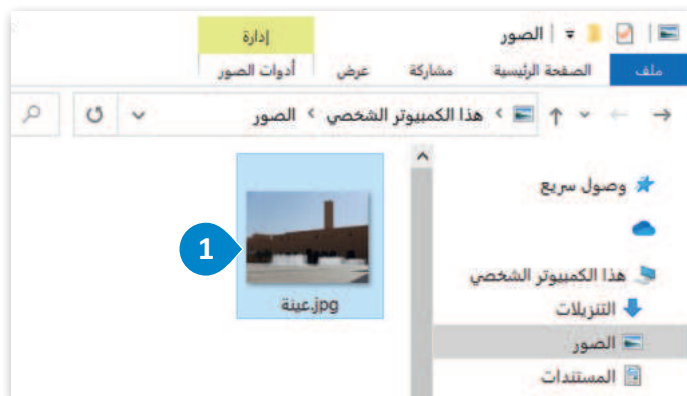 الصور
إدارة
ملف الصفحة الرئيسية مشاركة عرض أدوات الصور
هذا الكمبيوتر الشخصي الصور
وصول سريع
هذا الكمبيوتر الشخصي
التنزيلات
الصور
المستندات
1
عينة.jpg